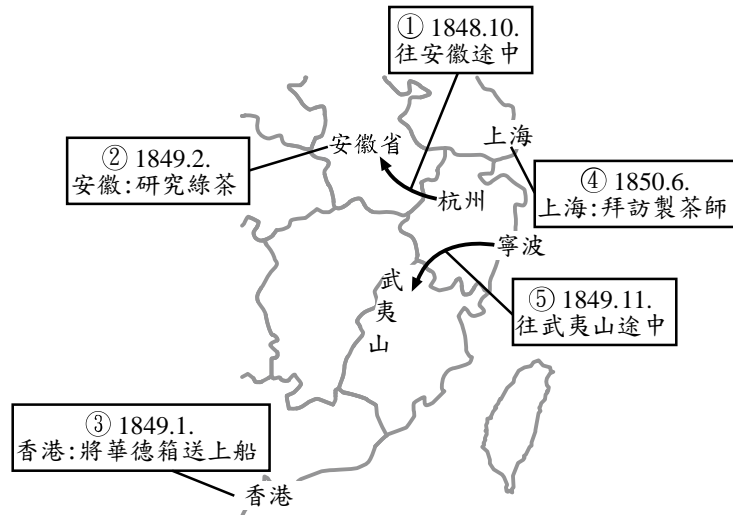 ① 1848.10.
往安徽途中
安徽省
上海
② 1849.2.
安徽:研究綠茶
④ 1850.6.
上海:拜訪製茶師
杭州
寧波
武夷山
⑤ 1849.11.
往武夷山途中
③ 1849.1.
香港:將華德箱送上船
香港